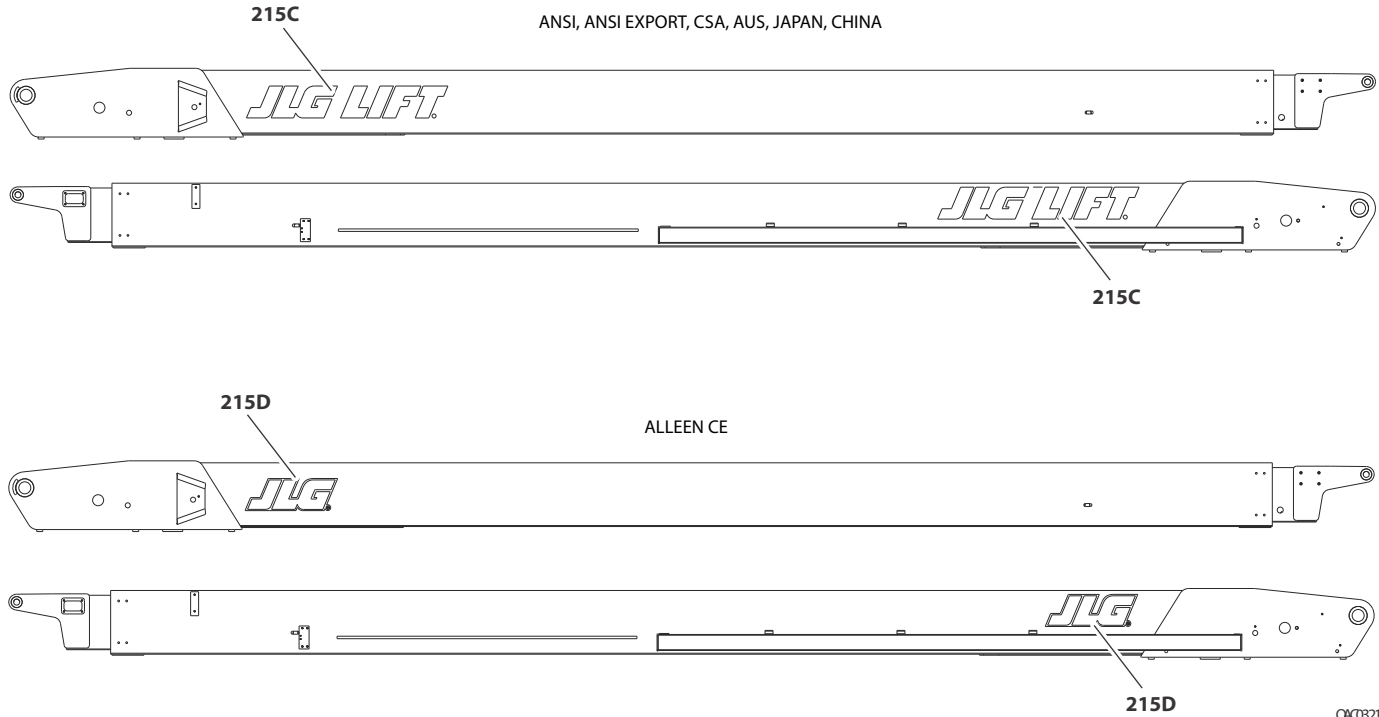 215C
ANSI, ANSI EXPORT, CSA, AUS, JAPAN, CHINA
JLG LIFT.
JLG LIFT.
215C
215D
ALLEEN CE
JLG®
JLG®
215D
OAC0321